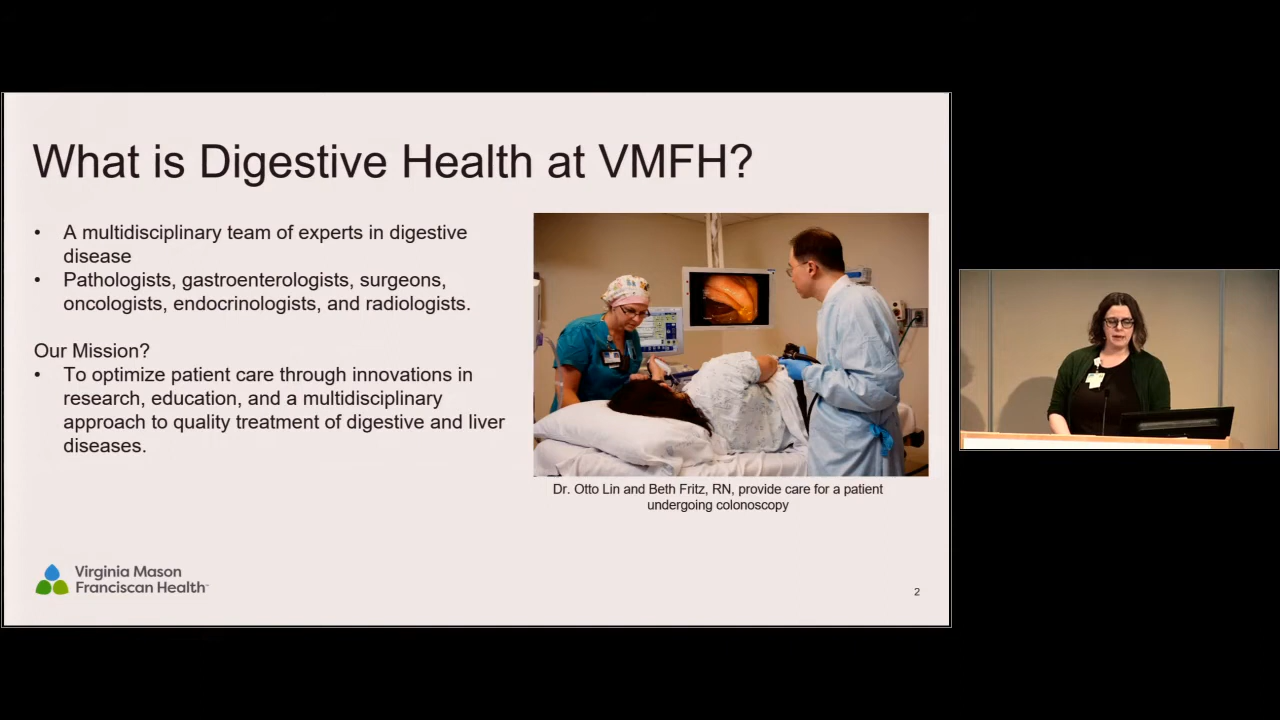 What is Digestive Health at VMFH?
• A multidisciplinary team of experts in digestive
disease
• Pathologists, gastroenterologists, surgeons,
oncologists, endocrinologists, and radiologists.
Our Mission?
• To optimize patient care through innovations in
research, education, and a multidisciplinary
approach to quality treatment of digestive and liver
diseases.
Dr. Otto Lin and Beth Fritz, RN, provide care for a patient
undergoing colonoscopy
Virginia Mason
Franciscan Health™
2